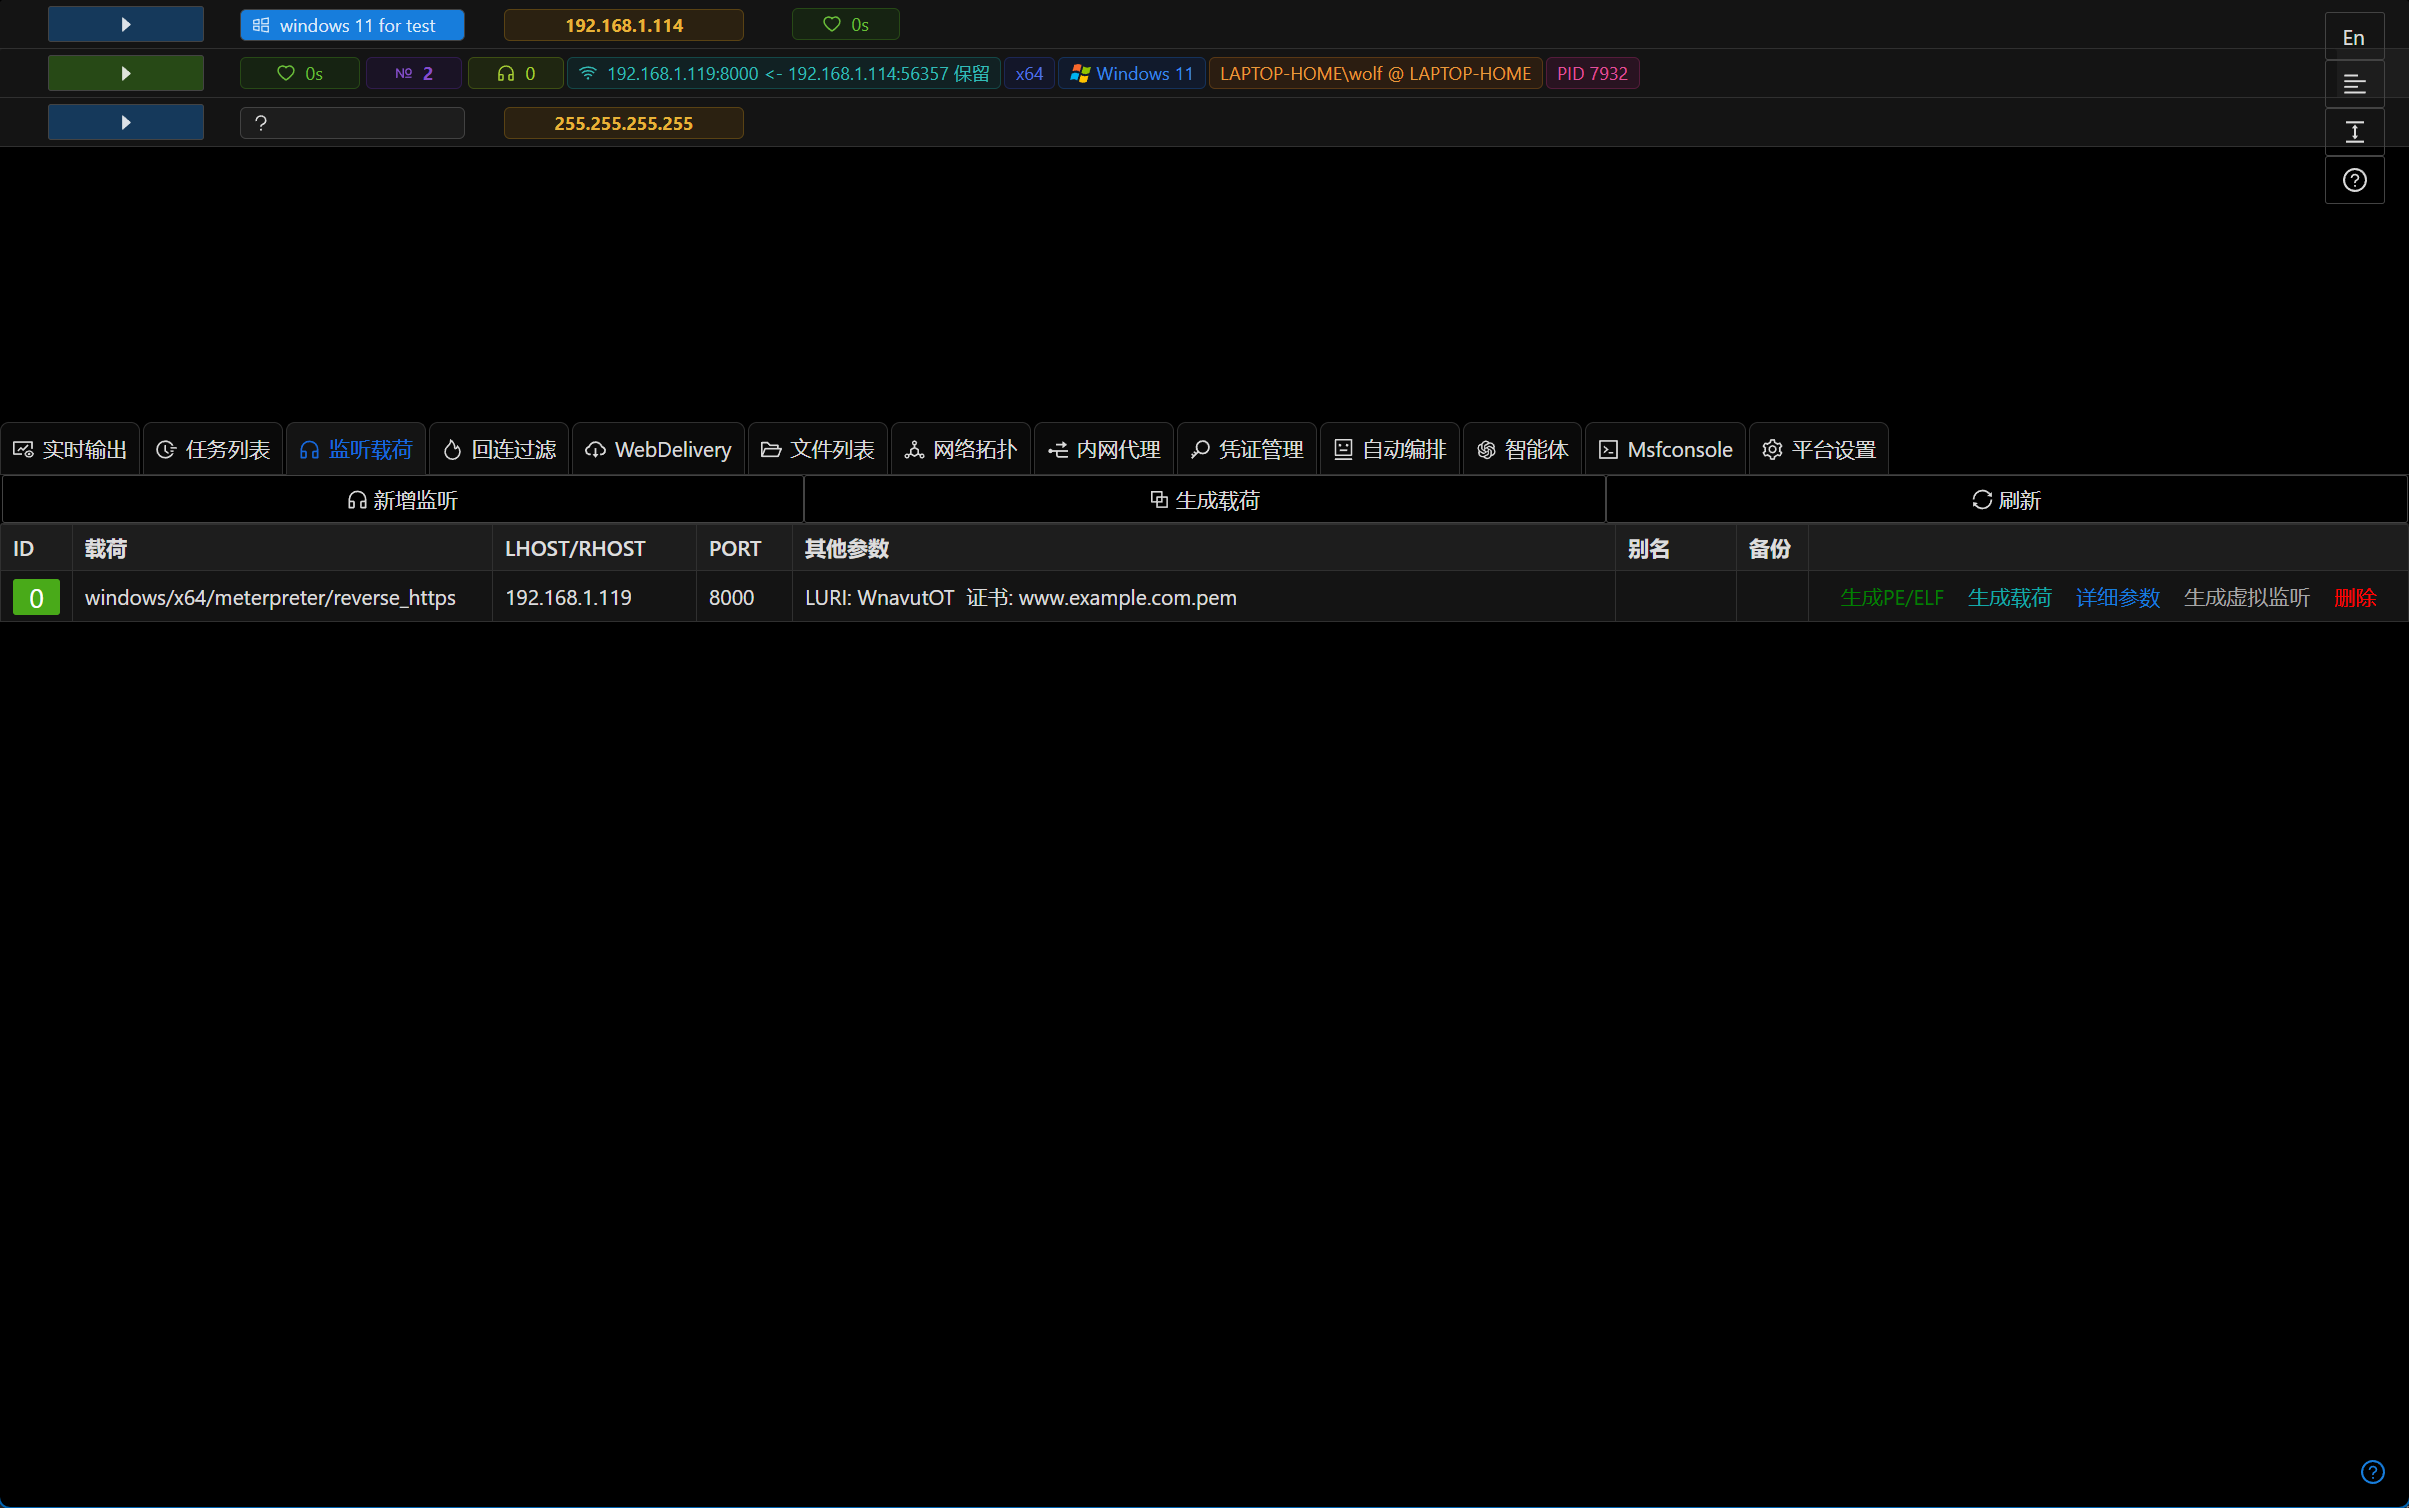 windows 11 for test 192.168.1.114 0s
En
0s № 2 0 192.168.1.119:8000 <- 192.168.1.114:56357 保留 x64 Windows 11 LAPTOP-HOME\wolf @ LAPTOP-HOME PID 7932
? 255.255.255.255
实时输出 任务列表 监听载荷 回连过滤 WebDelivery 文件列表 网络拓扑 内网代理 凭证管理 自动编排 智能体 Msfconsole 平台设置
新增监听 生成载荷 刷新
ID 载荷 LHOST/RHOST PORT 其他参数 别名 备份
0 windows/x64/meterpreter/reverse_https 192.168.1.119 8000 LURI: WnavutOT 证书: www.example.com.pem 生成PE/ELF 生成载荷 详细参数 生成虚拟监听 删除